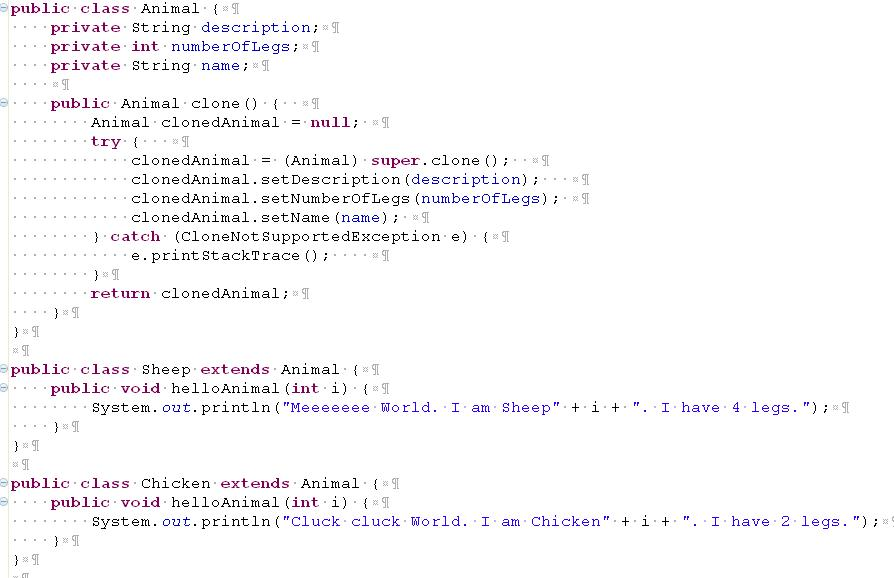 public class Animal {
    private String description;
    private int numberOfLegs;
    private String name;

    public Animal clone() {
        Animal clonedAnimal = null;
        try {
            clonedAnimal = (Animal) super.clone();
            clonedAnimal.setDescription(description);
            clonedAnimal.setNumberOfLegs(numberOfLegs);
            clonedAnimal.setName(name);
        } catch (CloneNotSupportedException e) {
            e.printStackTrace();
        }
        return clonedAnimal;
    }
}

public class Sheep extends Animal {
    public void helloAnimal(int i) {
        System.out.println("Meeeeeee World. I am Sheep" + i + ". I have 4 legs.");
    }
}

public class Chicken extends Animal {
    public void helloAnimal(int i) {
        System.out.println("Cluck cluck World. I am Chicken" + i + ". I have 2 legs.");
    }
}